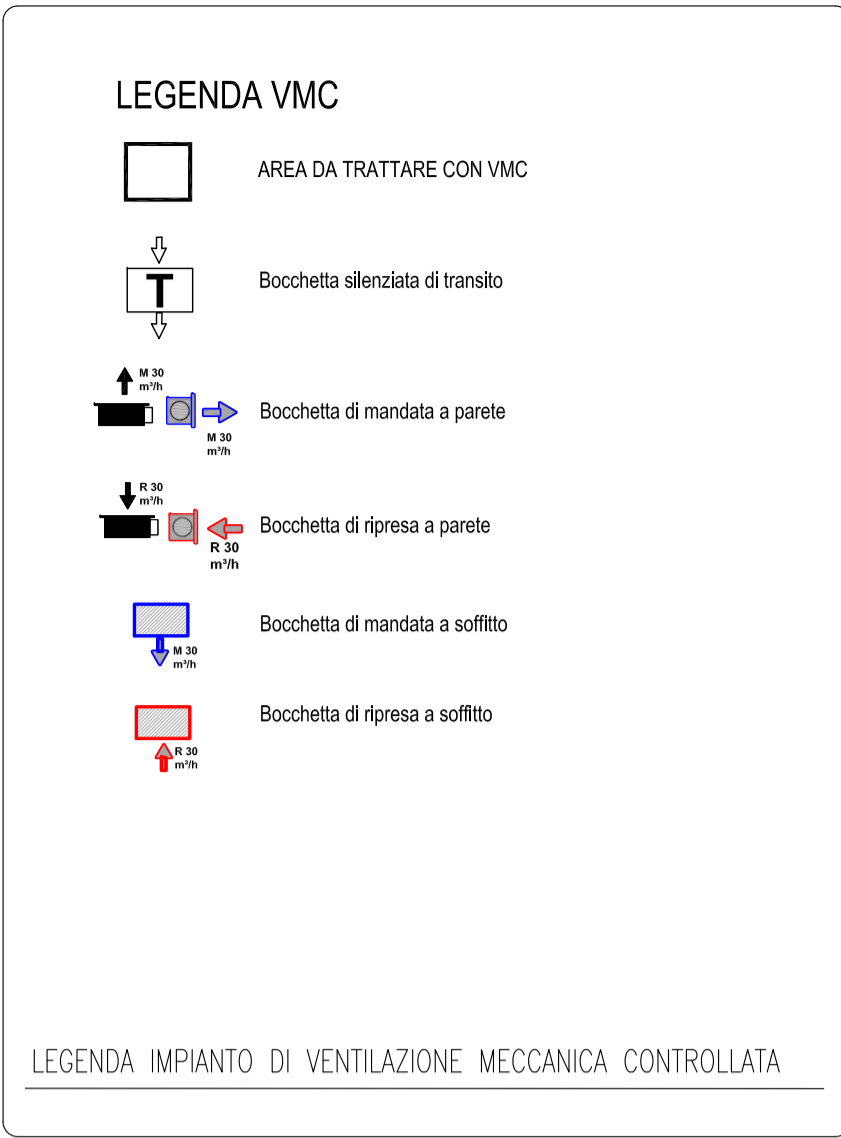 LEGENDA VMC
AREA DA TRATTARE CON VMC
T
Bocchetta silenziata di transito
M 30
m³/h
Bocchetta di mandata a parete
M 30
m³/h
R 30
m³/h
Bocchetta di ripresa a parete
R 30
m³/h
Bocchetta di mandata a soffitto
M 30
m³/h
Bocchetta di ripresa a soffitto
R 30
m³/h
LEGENDA IMPIANTO DI VENTILAZIONE MECCANICA CONTROLLATA